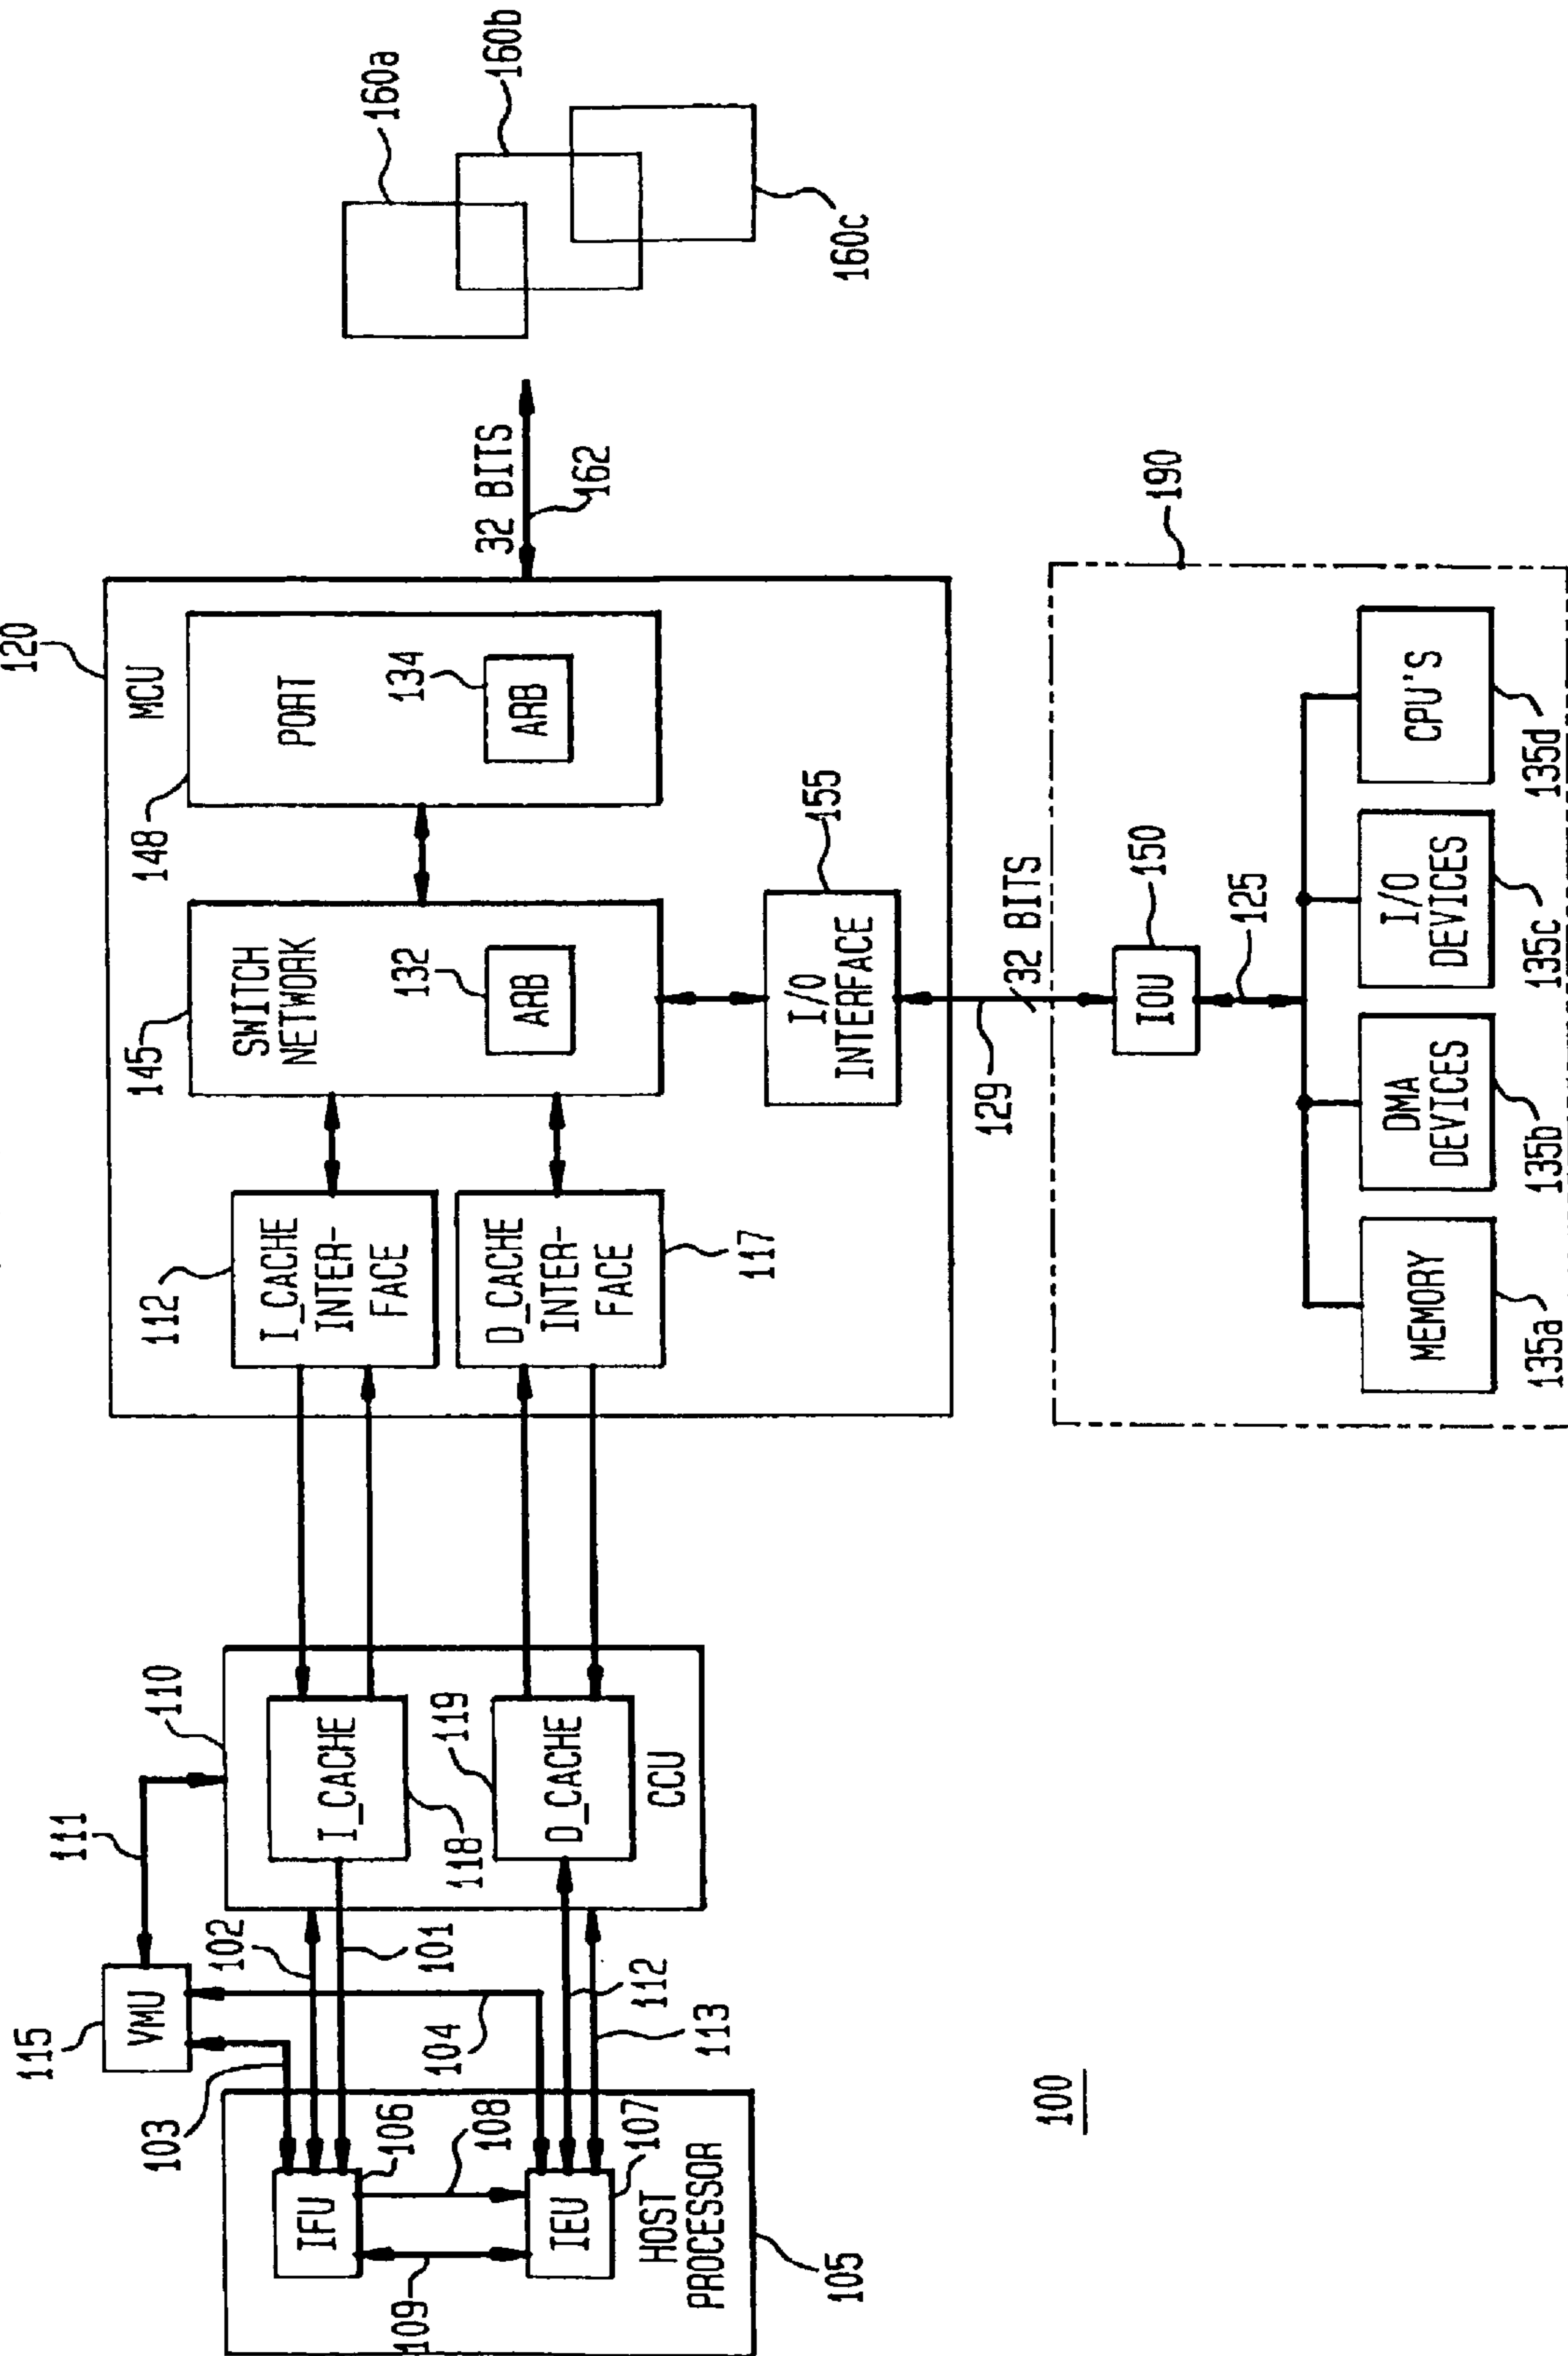 120
MCU
148
PORT
134
ARB
145
SWITCH
NETWORK
132
ARB
112
I_CACHE
INTER-
FACE
D_CACHE
INTER-
FACE
117
I/O
INTERFACE
155
32 BITS
162
160a
160b
160c
110
I_CACHE
118
119
D_CACHE
CCU
111
115
VMU
102
101
103
104
112
113
IFU
106
108
109
IEU
107
HOST
PROCESSOR
105
129
32 BITS
190
IOU
150
125
MEMORY
135a
DMA
DEVICES
135b
I/O
DEVICES
135c
CPU'S
135d
100